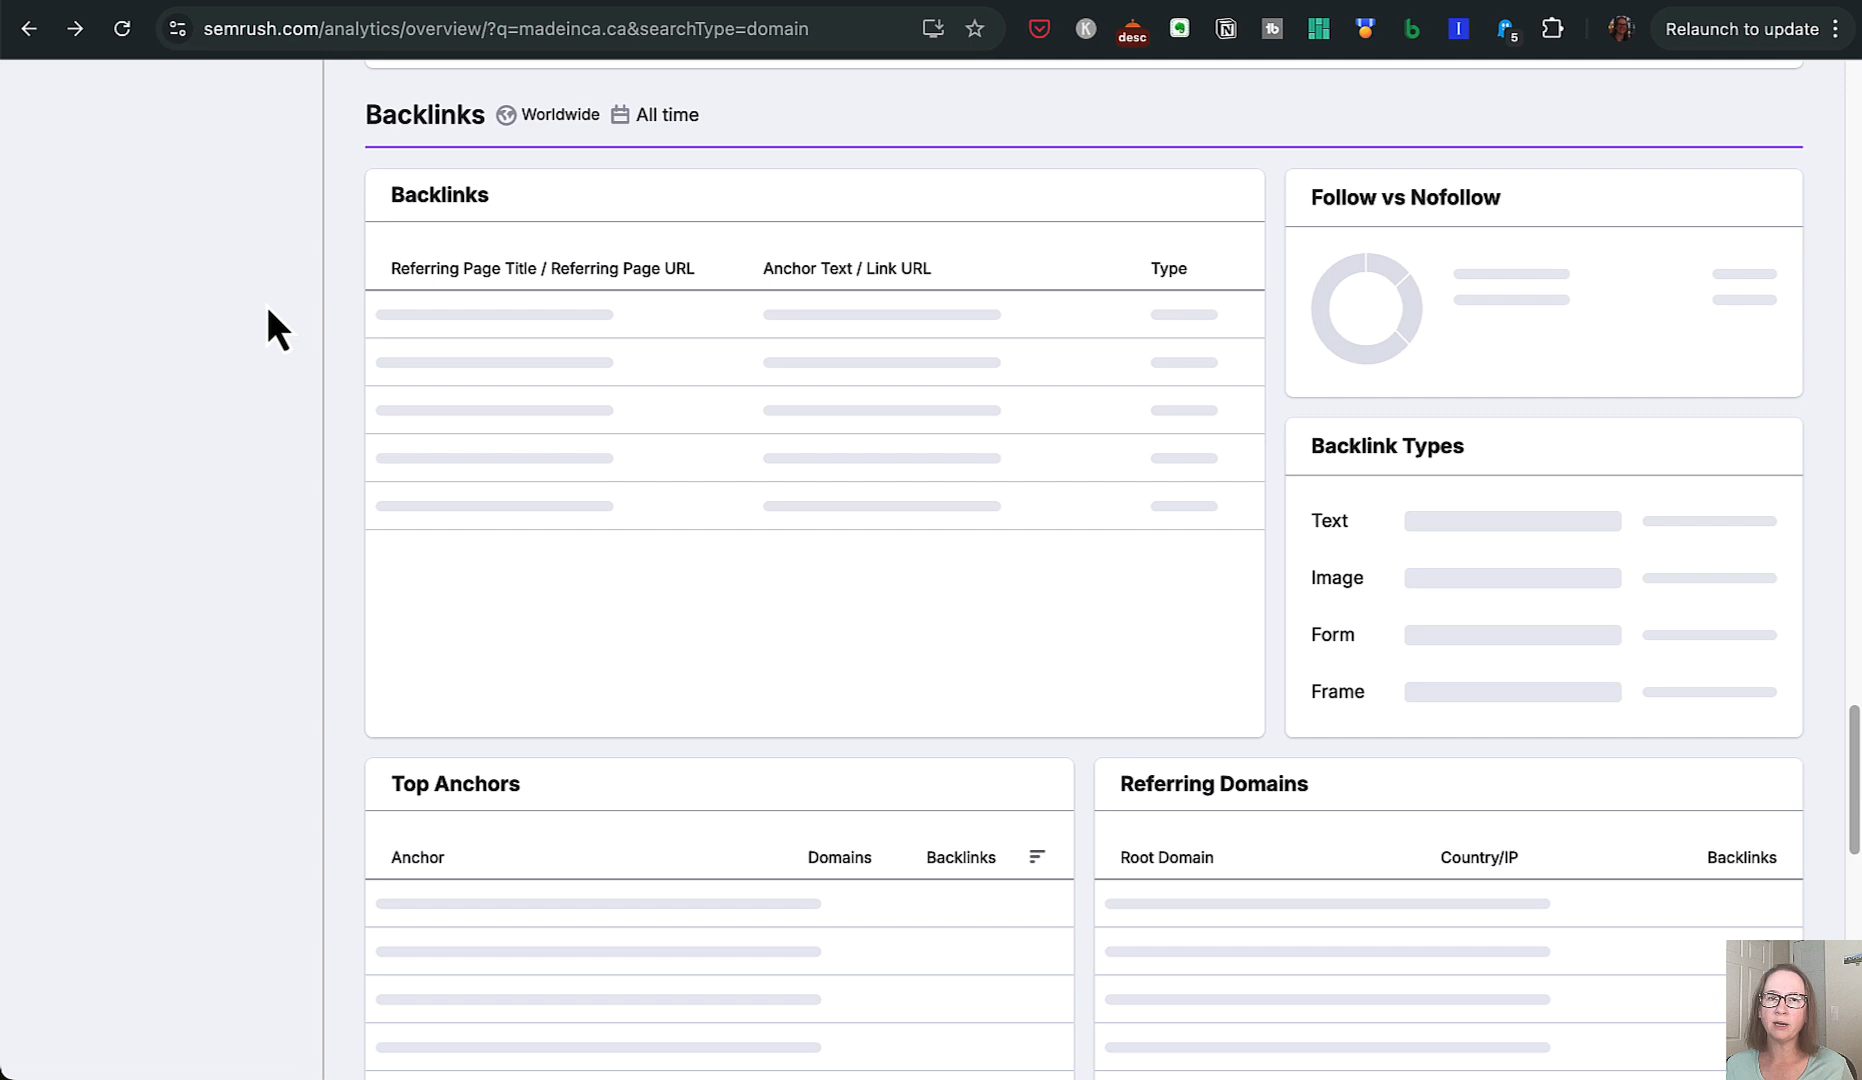 semrush.com/analytics/overview/?q=madeinca.ca&searchType=domain
K
desc
tb
b
I
5
Relaunch to update
Backlinks
Worldwide
All time
Backlinks
Referring Page Title / Referring Page URL
Anchor Text / Link URL
Type
Follow vs Nofollow
Backlink Types
Text
Image
Form
Frame
Top Anchors
Anchor
Domains
Backlinks
Referring Domains
Root Domain
Country/IP
Backlinks